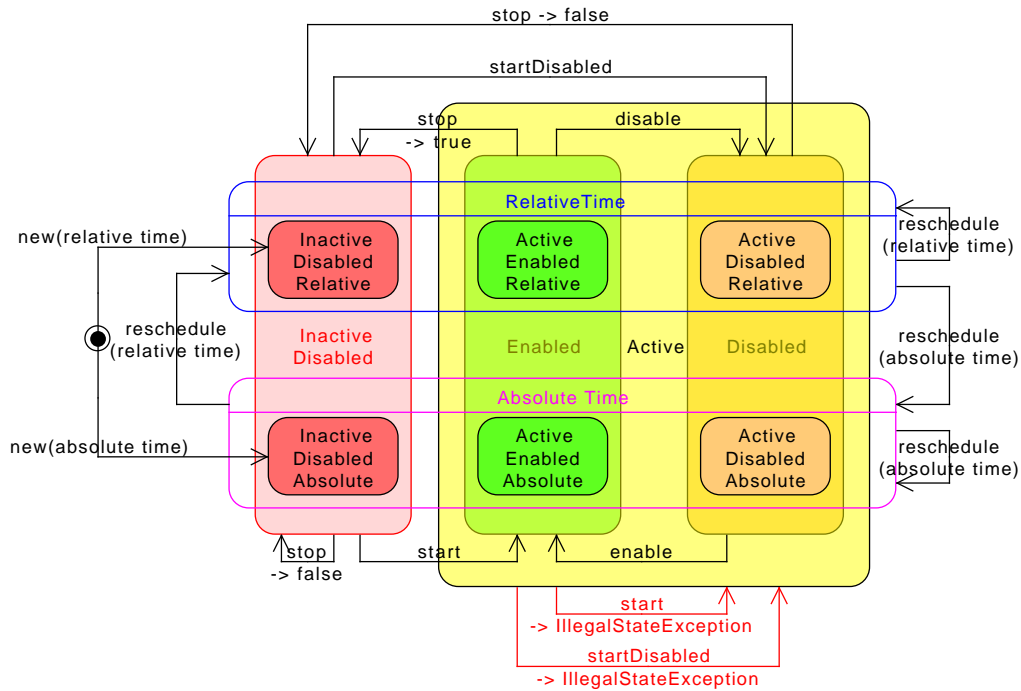 stop -> false
startDisabled
stop
-> true
disable
RelativeTime
new(relative time)
Inactive
Disabled
Relative
Active
Enabled
Relative
Active
Disabled
Relative
reschedule
(relative time)
reschedule
(relative time)
Inactive
Disabled
Enabled
Active
Disabled
reschedule
(absolute time)
Absolute Time
new(absolute time)
Inactive
Disabled
Absolute
Active
Enabled
Absolute
Active
Disabled
Absolute
reschedule
(absolute time)
stop
-> false
start
enable
start
-> IllegalStateException
startDisabled
-> IllegalStateException